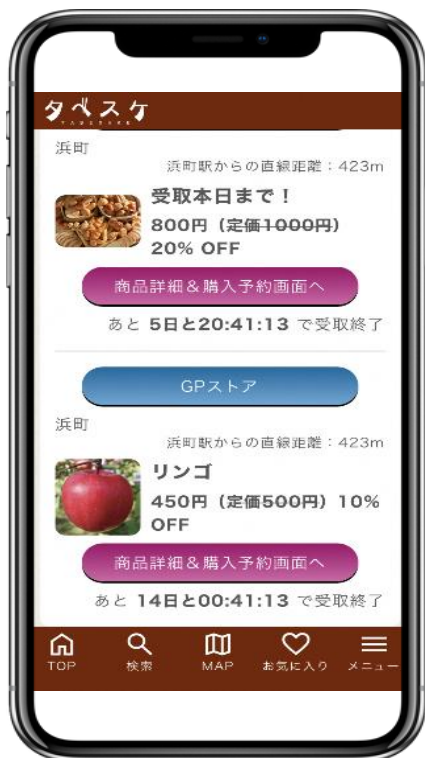 タベスケ
TABESUKE
浜町
浜町駅からの直線距離：423m
受取本日まで！
800円（定価1000円）
20% OFF
商品詳細＆購入予約画面へ
あと 5日と20:41:13 で受取終了
GPストア
浜町
浜町駅からの直線距離：423m
リンゴ
450円（定価500円）10%
OFF
商品詳細＆購入予約画面へ
あと 14日と00:41:13 で受取終了
TOP 検索 MAP お気に入り メニュー